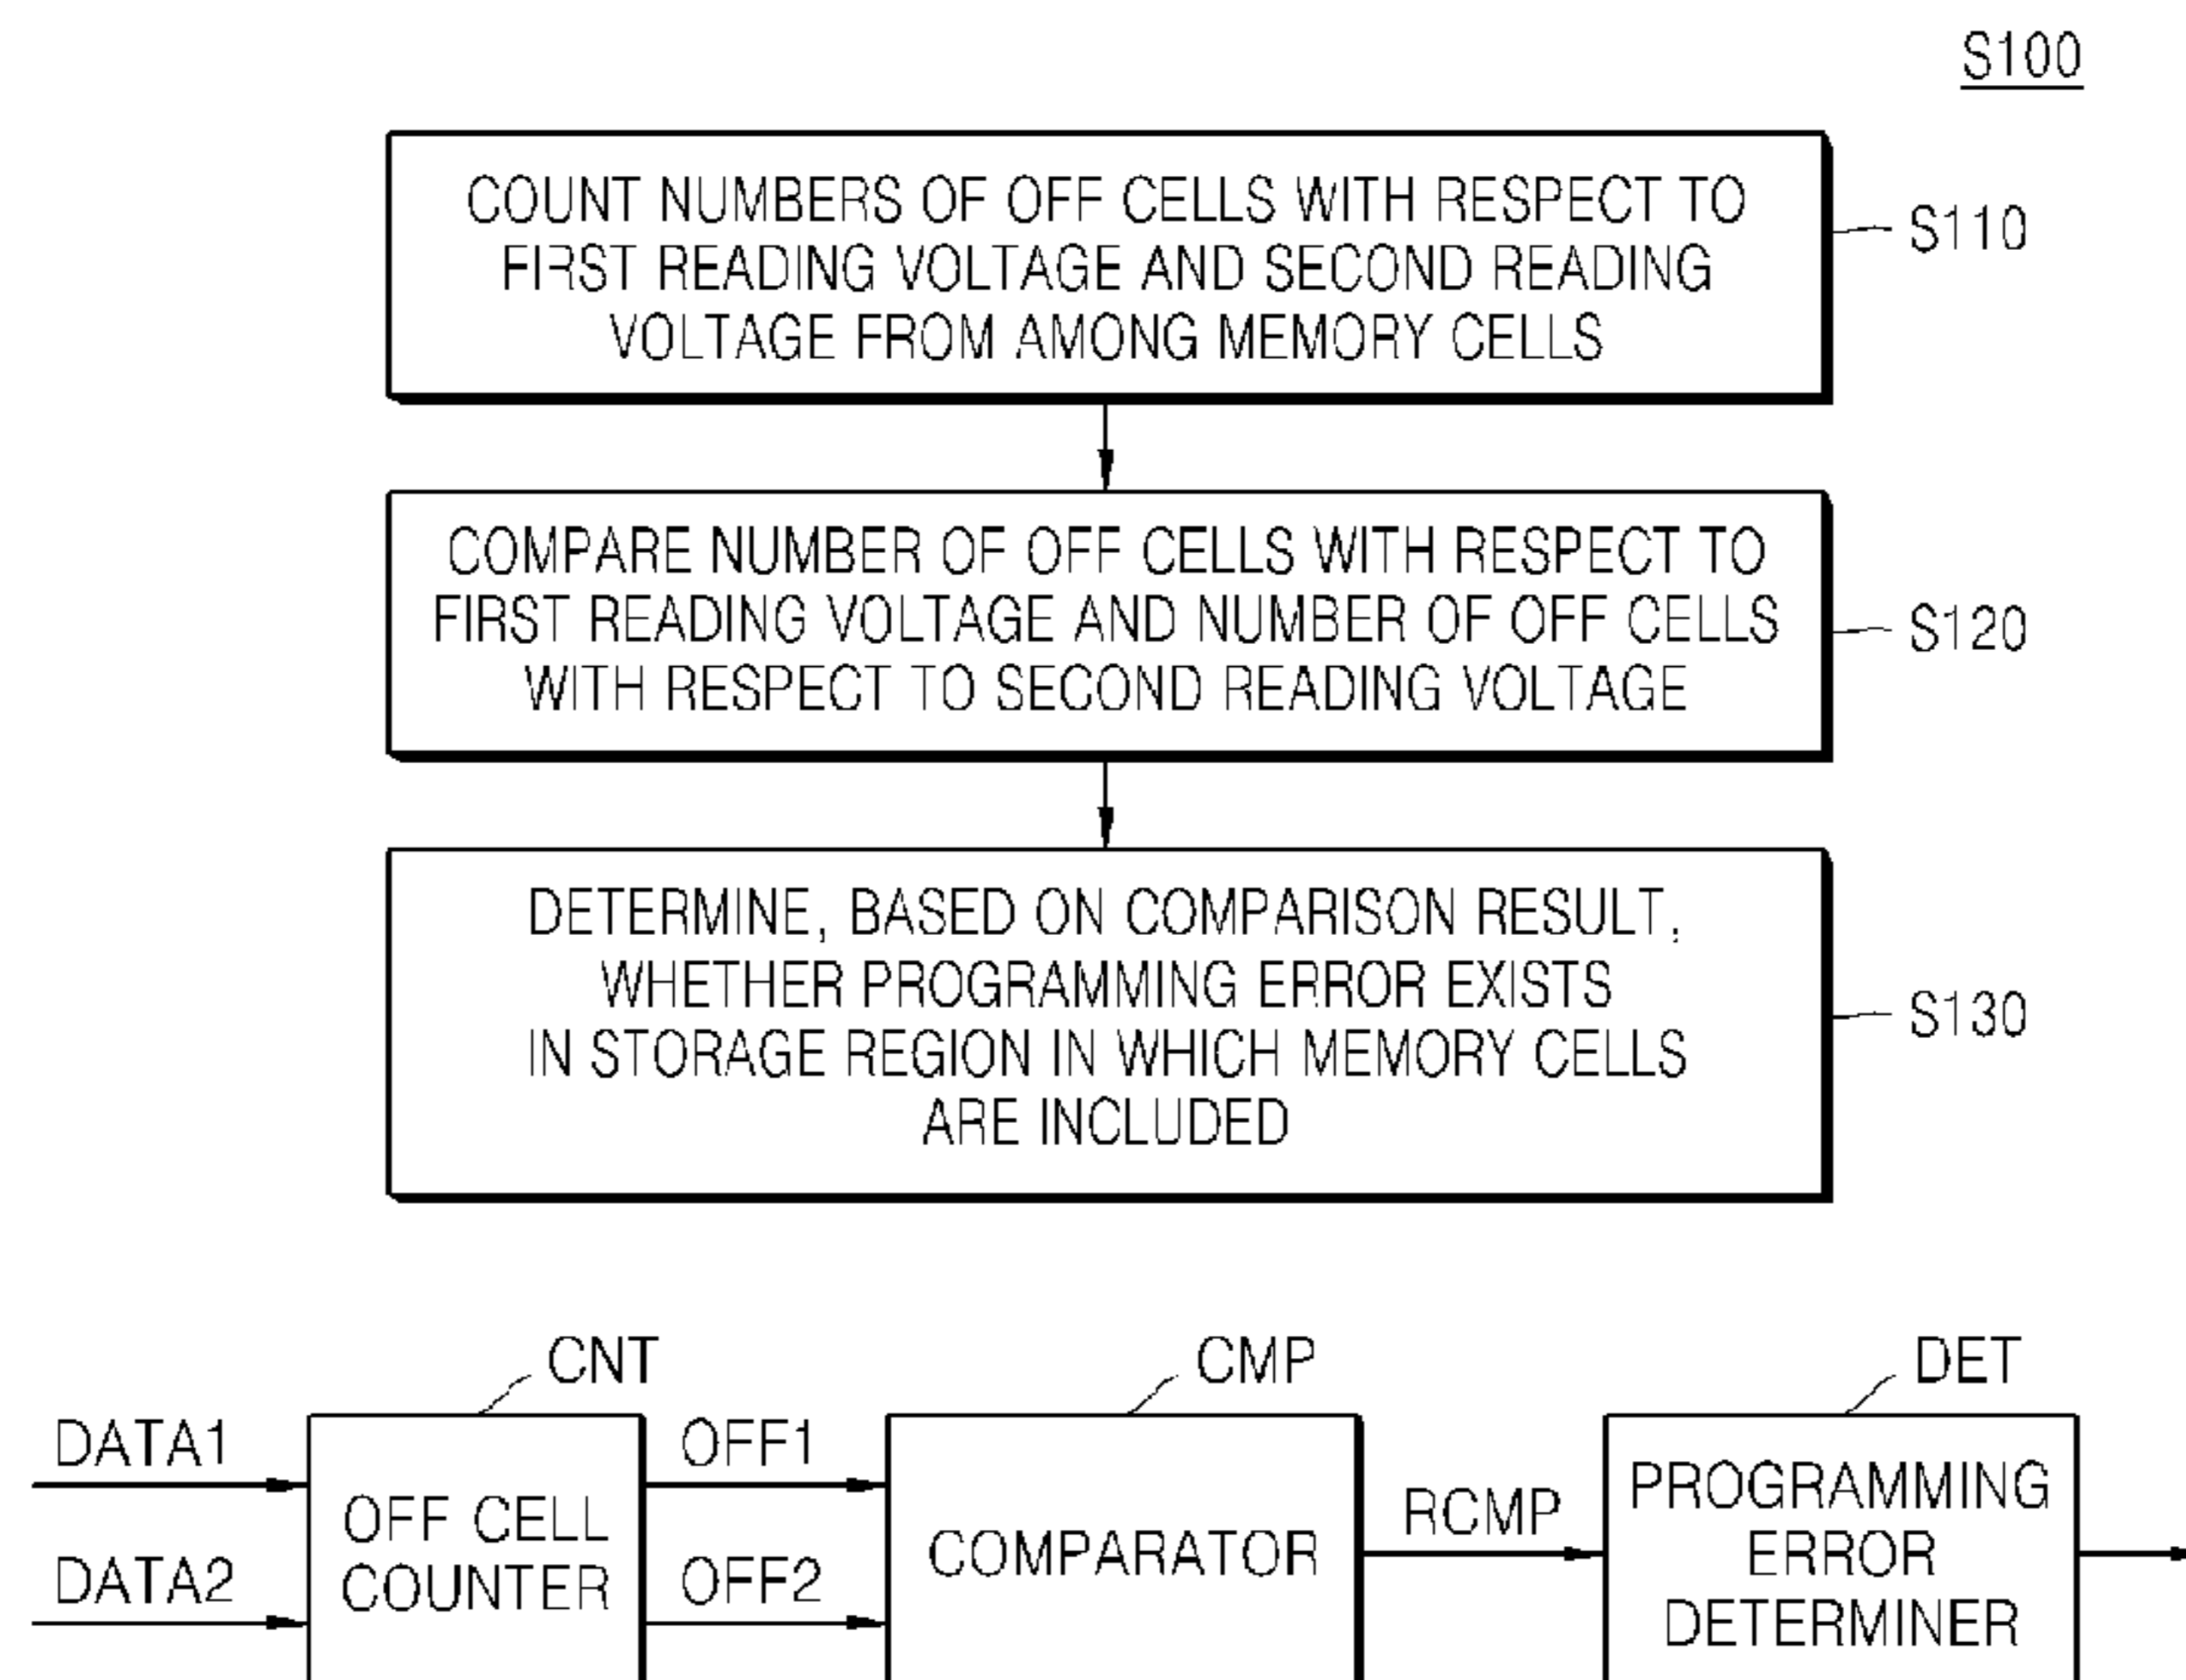 S100
COUNT NUMBERS OF OFF CELLS WITH RESPECT TO
FIRST READING VOLTAGE AND SECOND READING
VOLTAGE FROM AMONG MEMORY CELLS
S110
COMPARE NUMBER OF OFF CELLS WITH RESPECT TO
FIRST READING VOLTAGE AND NUMBER OF OFF CELLS
WITH RESPECT TO SECOND READING VOLTAGE
S120
DETERMINE, BASED ON COMPARISON RESULT,
WHETHER PROGRAMMING ERROR EXISTS
IN STORAGE REGION IN WHICH MEMORY CELLS
ARE INCLUDED
S130
CNT
CMP
DET
DATA1
DATA2
OFF CELL
COUNTER
OFF1
OFF2
COMPARATOR
RCMP
PROGRAMMING
ERROR
DETERMINER